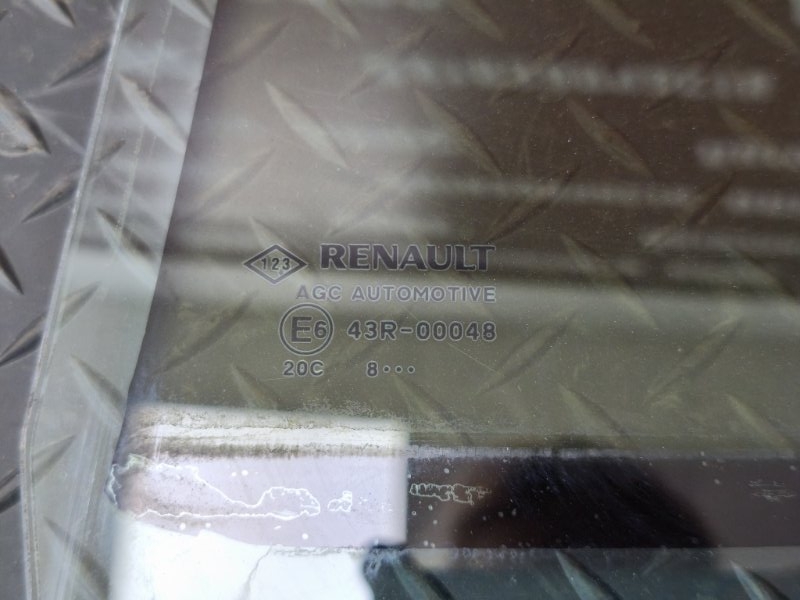 123 RENAULT
AGC AUTOMOTIVE
E6 43R-00048
20C 8•••